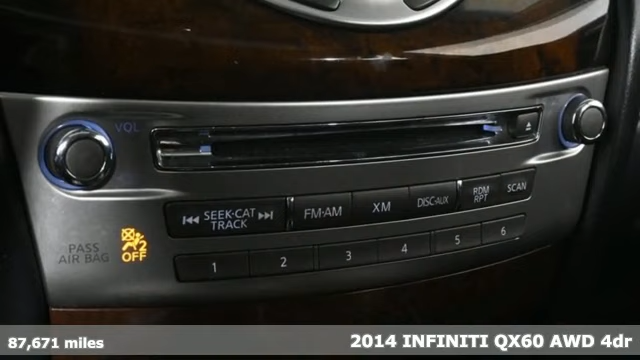 VOL
SEEK·CAT
TRACK
FM·AM
XM
DISC·AUX
RDM
RPT
SCAN
PASS
AIR BAG
2
OFF
1
2
3
4
5
6
87,671 miles
2014 INFINITI QX60 AWD 4dr